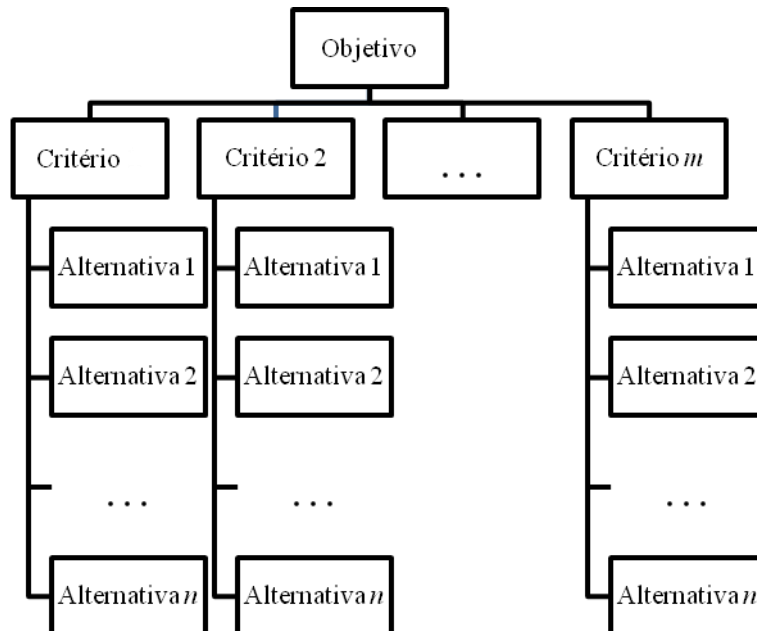 Objetivo
Critério
Critério 2
. . .
Critério m
Alternativa 1
Alternativa 1
Alternativa 1
Alternativa 2
Alternativa 2
Alternativa 2
. . .
. . .
. . .
Alternativa n
Alternativa n
Alternativa n